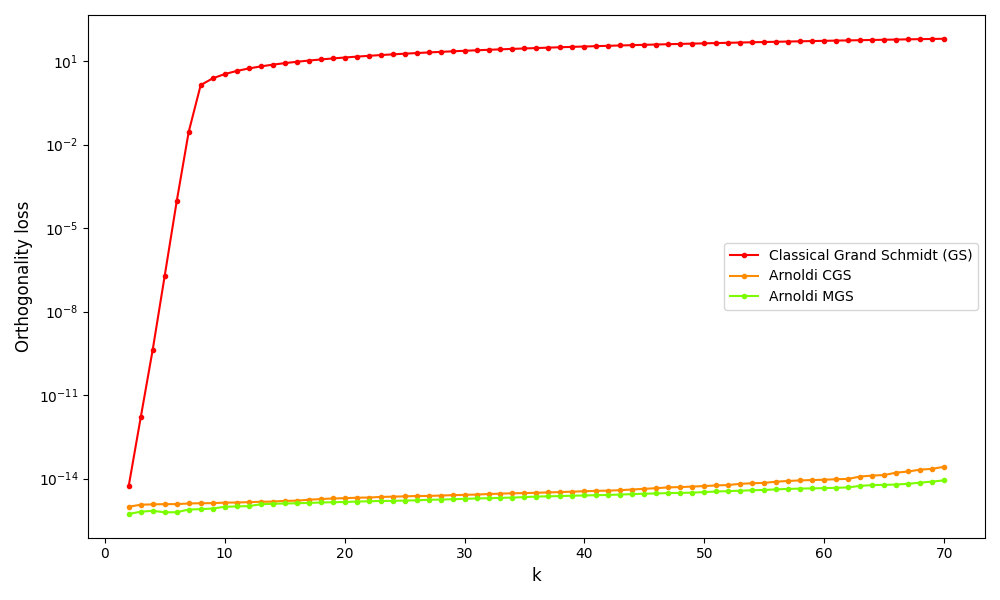 10^1
10^-2
10^-5
10^-8
10^-11
10^-14
Orthogonality loss
Classical Grand Schmidt (GS)
Arnoldi CGS
Arnoldi MGS
0 10 20 30 40 50 60 70
k